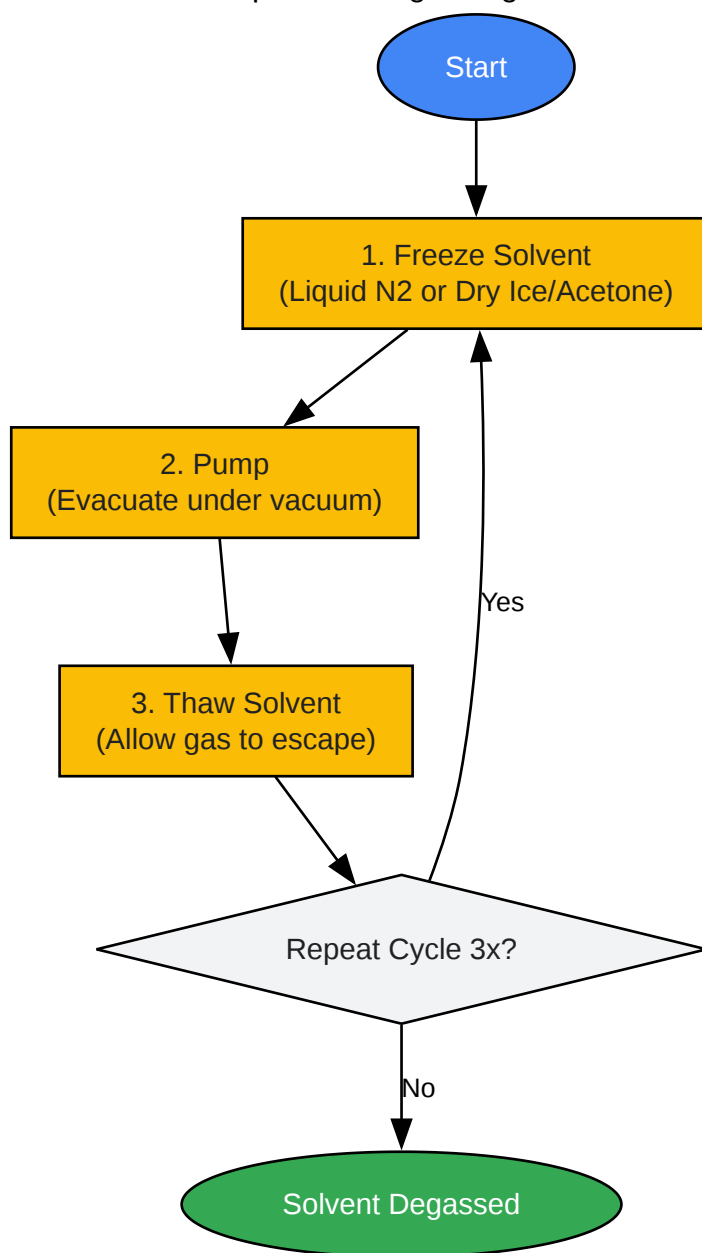 Start
1. Freeze Solvent
(Liquid N2 or Dry Ice/Acetone)
2. Pump
(Evacuate under vacuum)
Yes
3. Thaw Solvent
(Allow gas to escape)
Repeat Cycle 3x?
No
Solvent Degassed